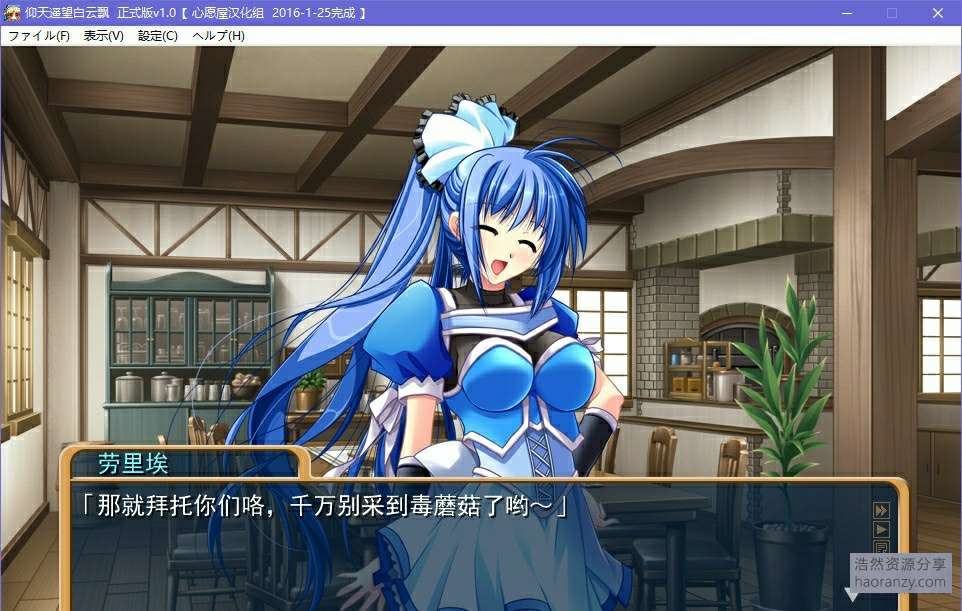 仰天遥望白云飘 正式版v1.0【 心愿屋汉化组 2016-1-25完成 】
ファイル(F) 表示(V) 設定(C) ヘルプ(H)
劳里埃
「那就拜托你们咯，千万别采到毒蘑菇了哟～」
浩然资源分享
haoranzy.com